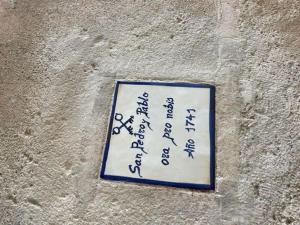 San Pedro y Pablo
ora pro nobis
Año 1741